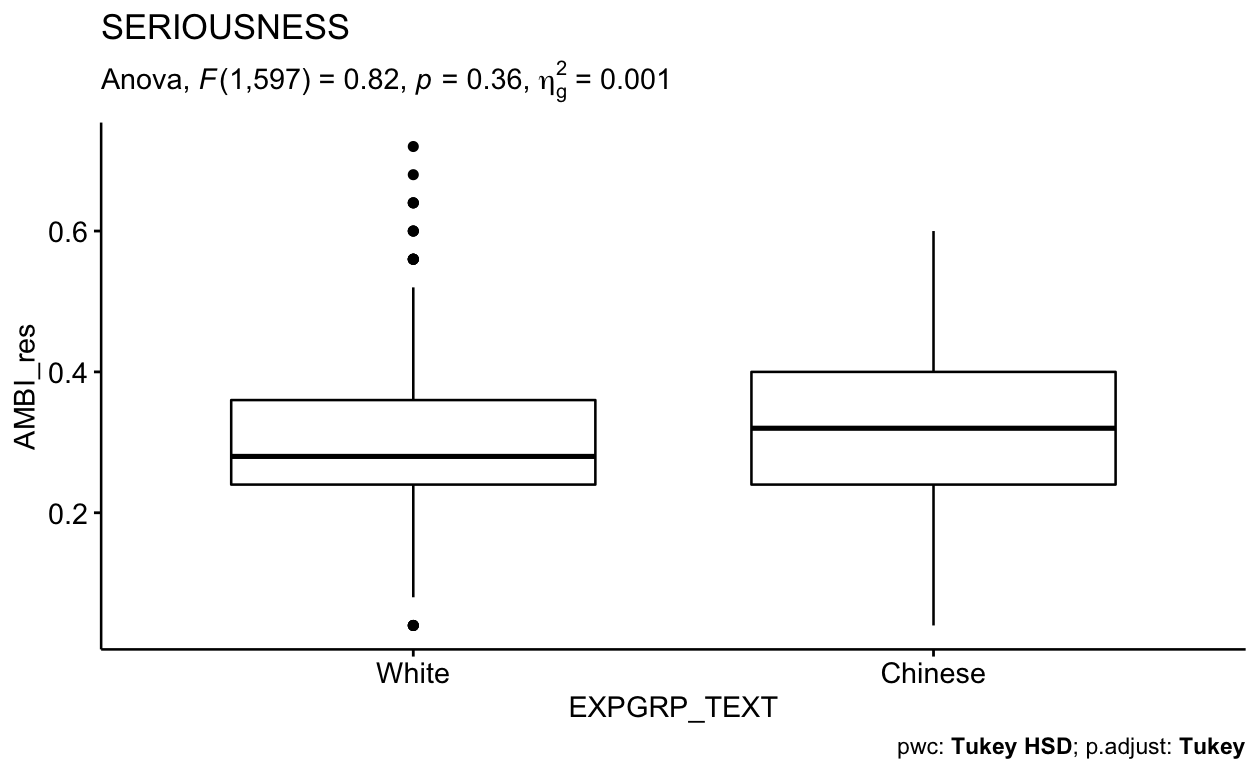 SERIOUSNESS
Anova, F(1,597) = 0.82, p = 0.36, η²g = 0.001
AMBI_res
0.6
0.4
0.2
White Chinese
EXPGRP_TEXT
pwc: Tukey HSD; p.adjust: Tukey